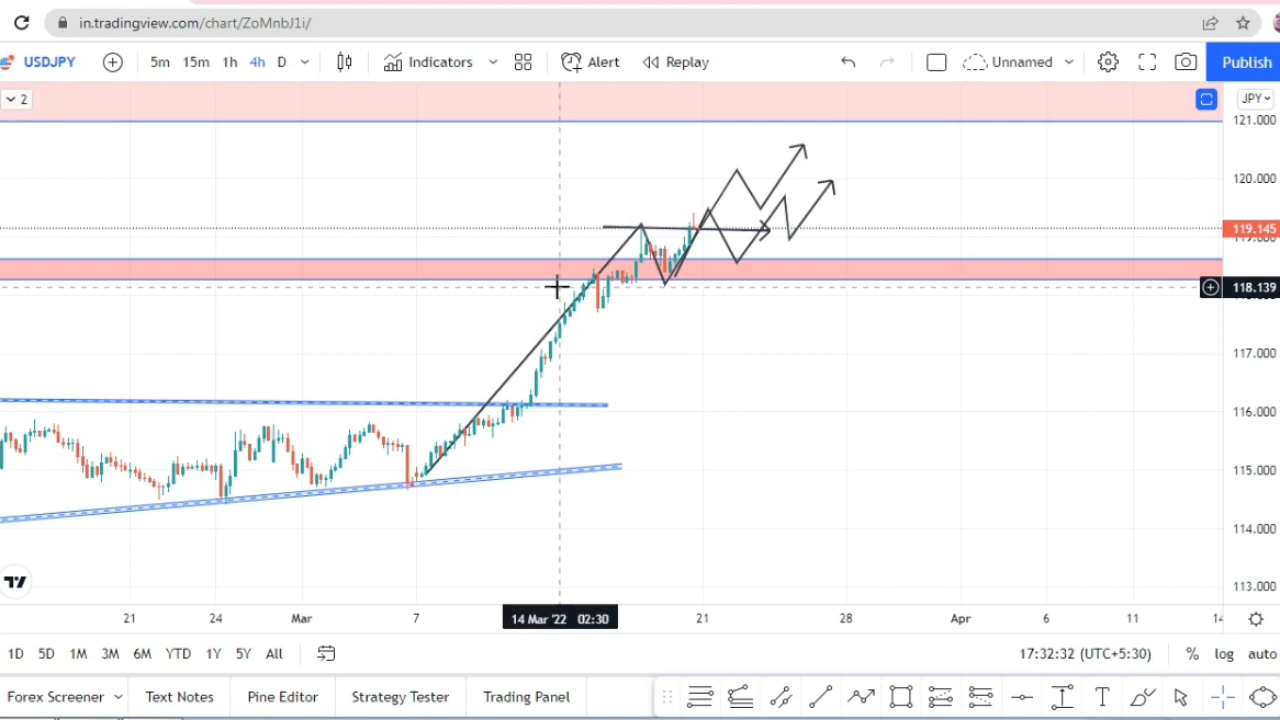 in.tradingview.com/chart/ZoMnbJ1i/
USDJPY 5m 15m 1h 4h D Indicators Alert Replay Unnamed Publish
2 JPY
121.000
120.000
119.145
118.139
117.000
116.000
115.000
114.000
113.000
21 24 Mar 7 14 Mar '22 02:30 21 28 Apr 6 11 14
1D 5D 1M 3M 6M YTD 1Y 5Y All 17:32:32 (UTC+5:30) % log auto
Forex Screener Text Notes Pine Editor Strategy Tester Trading Panel